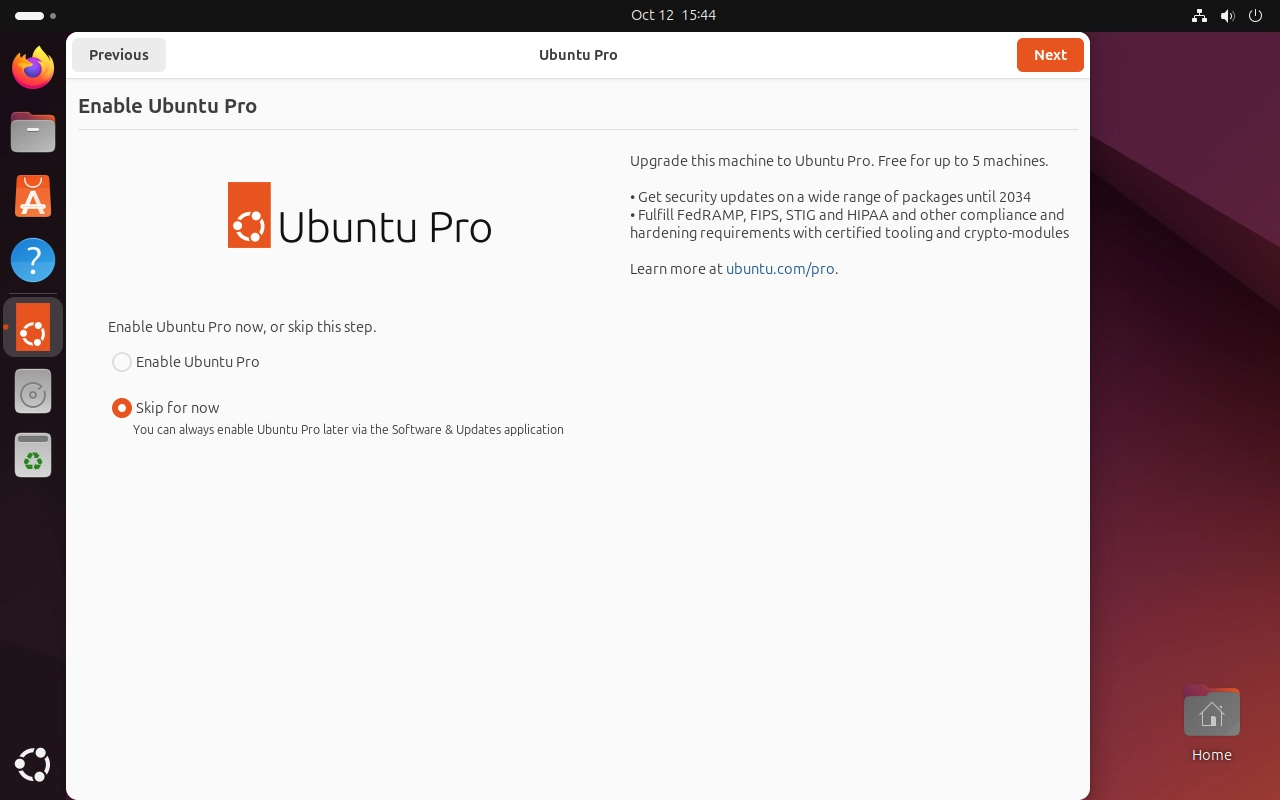 Oct 12  15:44
Previous
Ubuntu Pro
Next
Enable Ubuntu Pro
Ubuntu Pro
Upgrade this machine to Ubuntu Pro. Free for up to 5 machines.
• Get security updates on a wide range of packages until 2034
• Fulfill FedRAMP, FIPS, STIG and HIPAA and other compliance and
hardening requirements with certified tooling and crypto-modules
Learn more at ubuntu.com/pro.
Enable Ubuntu Pro now, or skip this step.
Enable Ubuntu Pro
Skip for now
You can always enable Ubuntu Pro later via the Software & Updates application
Home